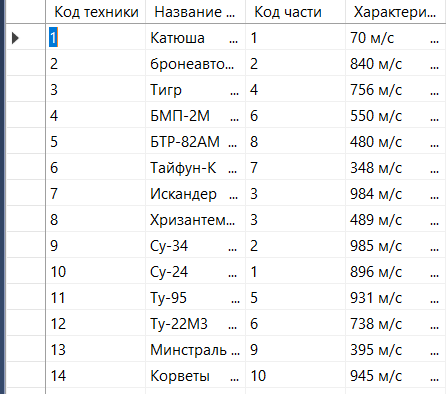 Код техники Название ... Код части Характери...
1 Катюша ... 1 70 м/с ...
2 бронеавто... 2 840 м/с ...
3 Тигр ... 4 756 м/с ...
4 БМП-2М ... 6 550 м/с ...
5 БТР-82АМ ... 8 480 м/с ...
6 Тайфун-К ... 7 348 м/с ...
7 Искандер ... 3 984 м/с ...
8 Хризантем... 3 489 м/с ...
9 Су-34 ... 2 985 м/с ...
10 Су-24 ... 1 896 м/с ...
11 Ту-95 ... 5 931 м/с ...
12 Ту-22М3 ... 6 738 м/с ...
13 Минстраль ... 9 395 м/с ...
14 Корветы ... 10 945 м/с ...